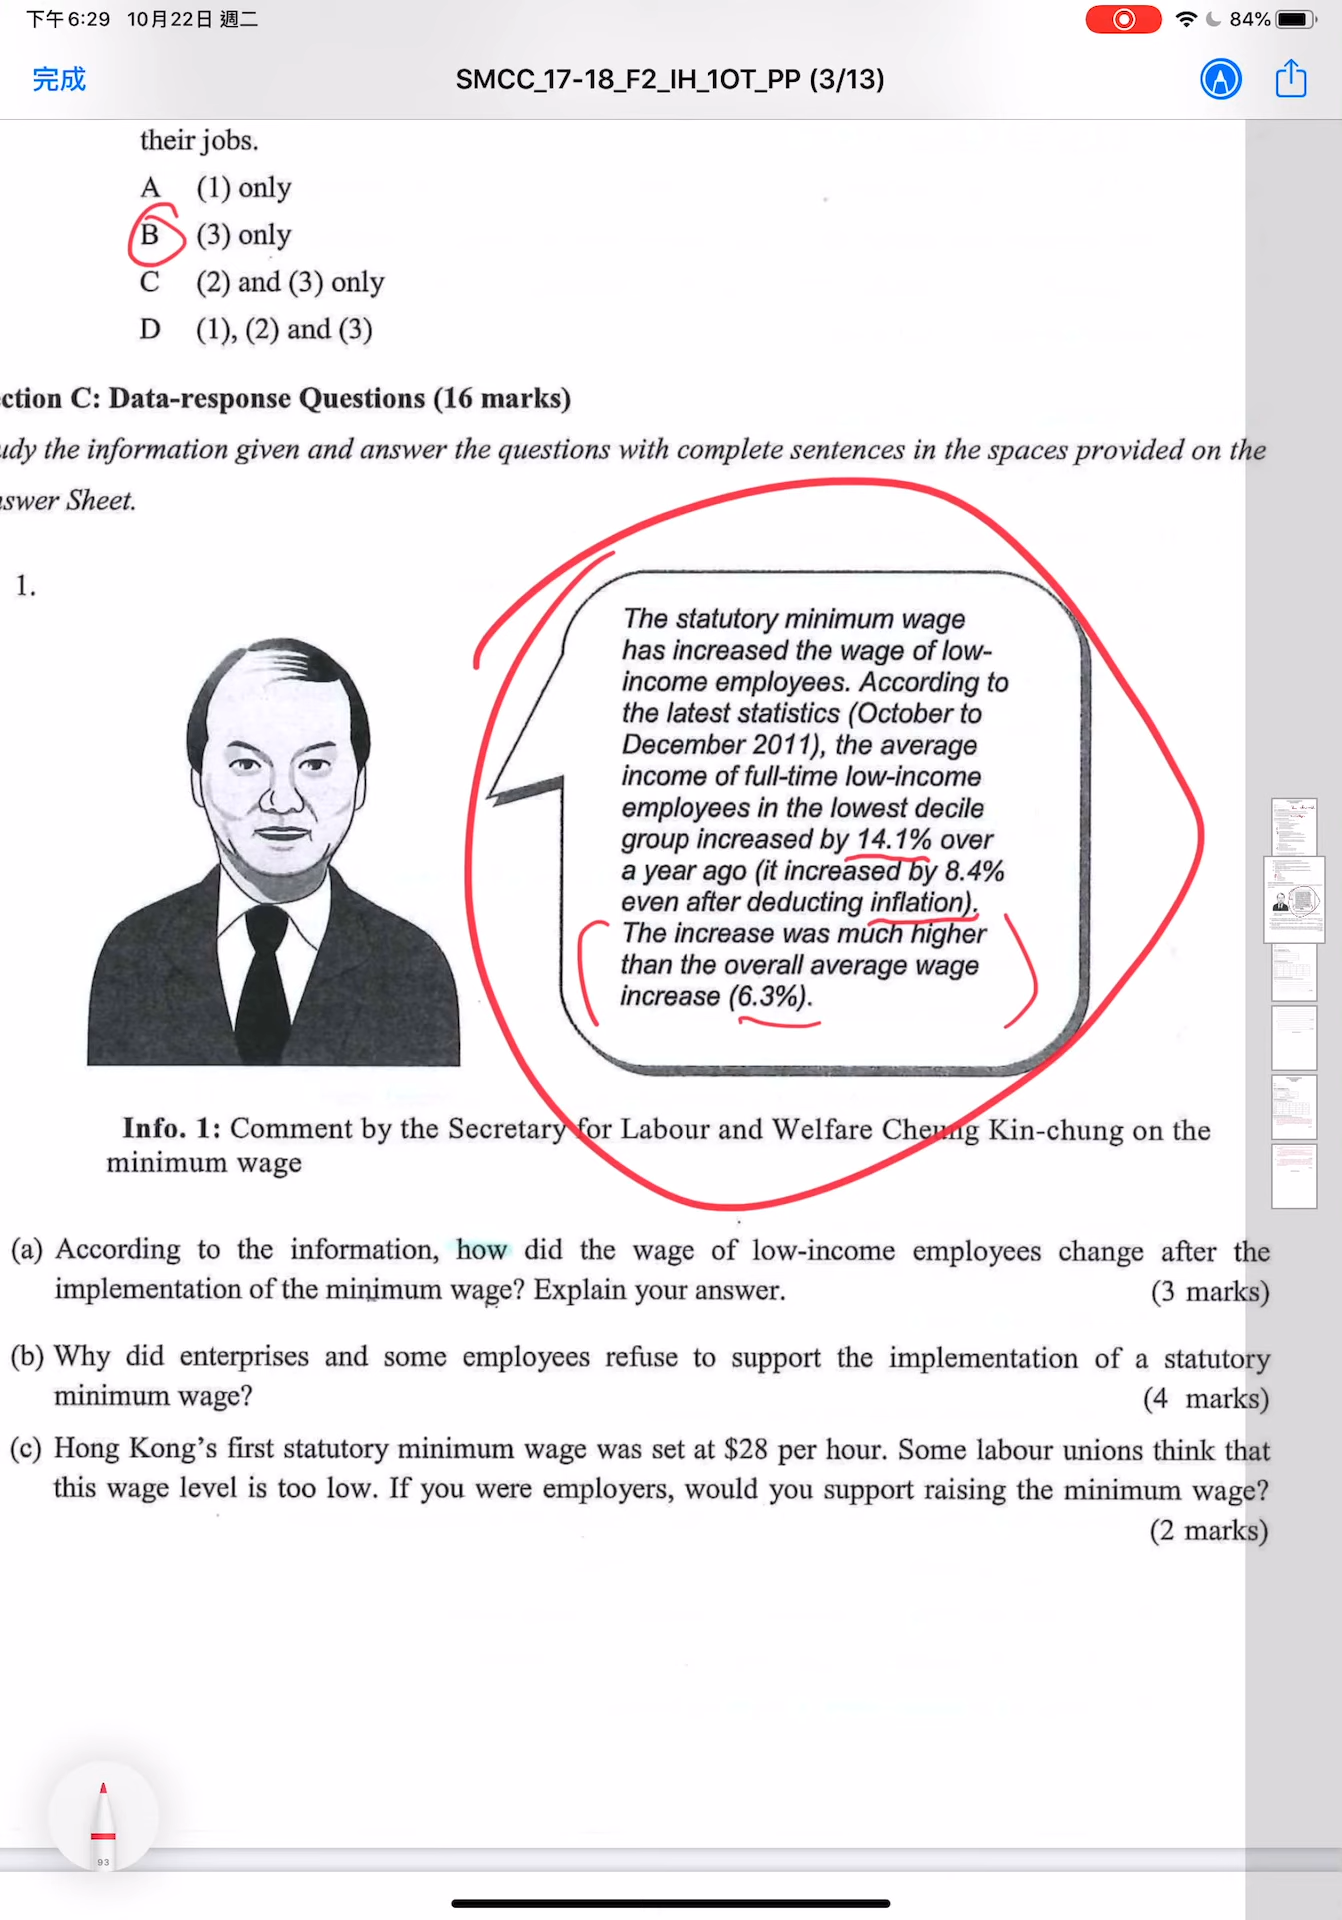 下午6:29 10月22日 週二
84%
完成
SMCC_17-18_F2_IH_1OT_PP (3/13)
their jobs.
A (1) only
B (3) only
C (2) and (3) only
D (1), (2) and (3)
ction C: Data-response Questions (16 marks)
udy the information given and answer the questions with complete sentences in the spaces provided on the
swer Sheet.
1.
The statutory minimum wage
has increased the wage of low-
income employees. According to
the latest statistics (October to
December 2011), the average
income of full-time low-income
employees in the lowest decile
group increased by 14.1% over
a year ago (it increased by 8.4%
even after deducting inflation).
The increase was much higher
than the overall average wage
increase (6.3%).
Info. 1: Comment by the Secretary for Labour and Welfare Cheung Kin-chung on the
minimum wage
(a) According to the information, how did the wage of low-income employees change after the
implementation of the minimum wage? Explain your answer. (3 marks)
(b) Why did enterprises and some employees refuse to support the implementation of a statutory
minimum wage? (4 marks)
(c) Hong Kong's first statutory minimum wage was set at $28 per hour. Some labour unions think that
this wage level is too low. If you were employers, would you support raising the minimum wage?
(2 marks)
93